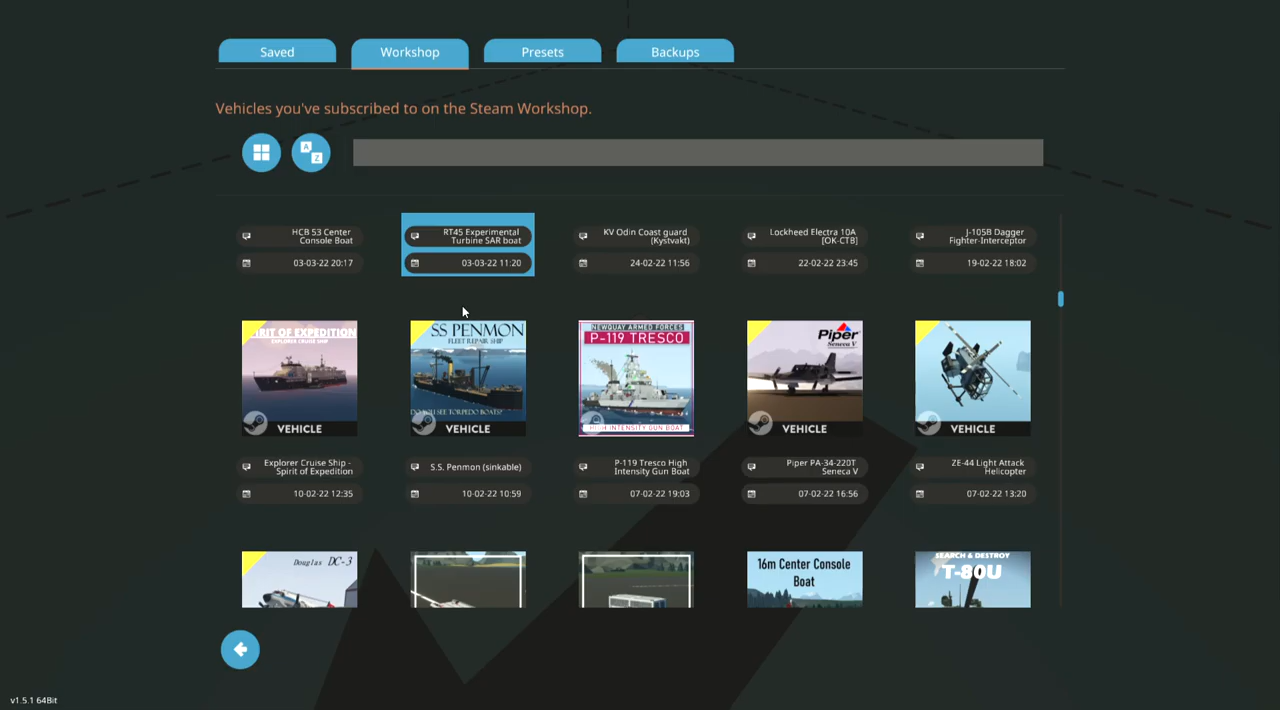 Saved
Workshop
Presets
Backups
Vehicles you've subscribed to on the Steam Workshop.
A
Z
HCB 53 Center
Console Boat
RT45 Experimental
Turbine SAR boat
KV Odin Coast guard
(Kystvakt)
Lockheed Electra 10A
[OK-CTB]
J-105B Dagger
Fighter-Interceptor
03-03-22 20:17
03-03-22 11:20
24-02-22 11:56
22-02-22 23:45
19-02-22 18:02
SPIRIT OF EXPEDITION
EXPLORER CRUISE SHIP
VEHICLE
SS PENMON
FLEET REPAIR SHIP
DO YOU SEE TORPEDO BOATS?
VEHICLE
NEWQUAY ARMED FORCES
P-119 TRESCO
HIGH INTENSITY GUN BOAT
Piper
Seneca V
VEHICLE
VEHICLE
Explorer Cruise Ship -
Spirit of Expedition
S.S. Penmon (sinkable)
P-119 Tresco High
Intensity Gun Boat
Piper PA-34-220T
Seneca V
ZE-44 Light Attack
Helicopter
10-02-22 12:35
10-02-22 10:59
07-02-22 19:03
07-02-22 16:56
07-02-22 13:20
Douglas DC-3
16m Center Console
Boat
SEARCH & DESTROY
T-80U
v1.5.1 64Bit